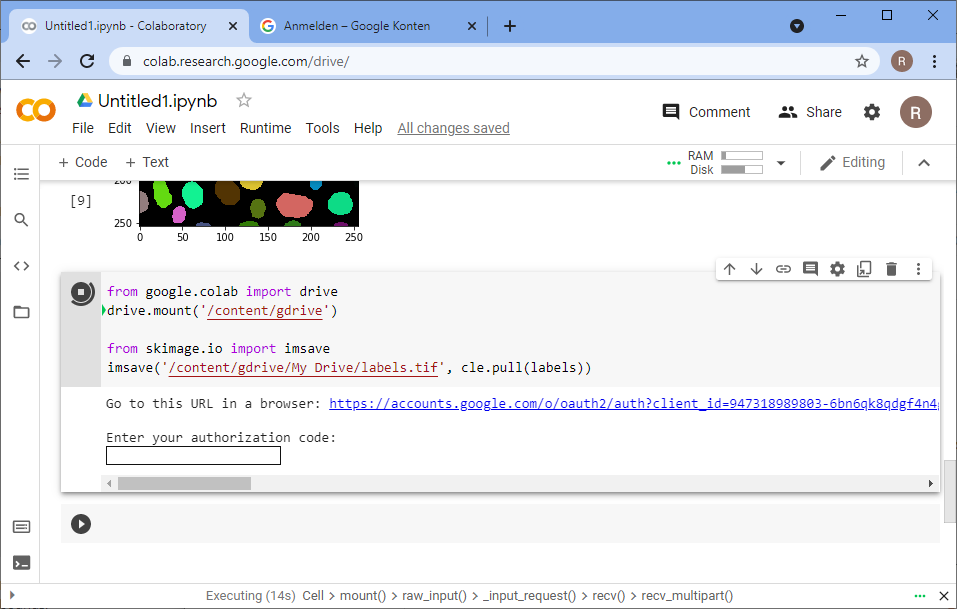 Untitled1.ipynb - Colaboratory
Anmelden – Google Konten
colab.research.google.com/drive/
R
Untitled1.ipynb
Comment
Share
R
File Edit View Insert Runtime Tools Help All changes saved
+ Code + Text
RAM
Disk
Editing
[9]
200
250
0 50 100 150 200 250
from google.colab import drive
drive.mount('/content/gdrive')
from skimage.io import imsave
imsave('/content/gdrive/My Drive/labels.tif', cle.pull(labels))
Go to this URL in a browser: https://accounts.google.com/o/oauth2/auth?client_id=947318989803-6bn6qk8qdgf4n4g
Enter your authorization code:
Executing (14s) Cell > mount() > raw_input() > _input_request() > recv() > recv_multipart()